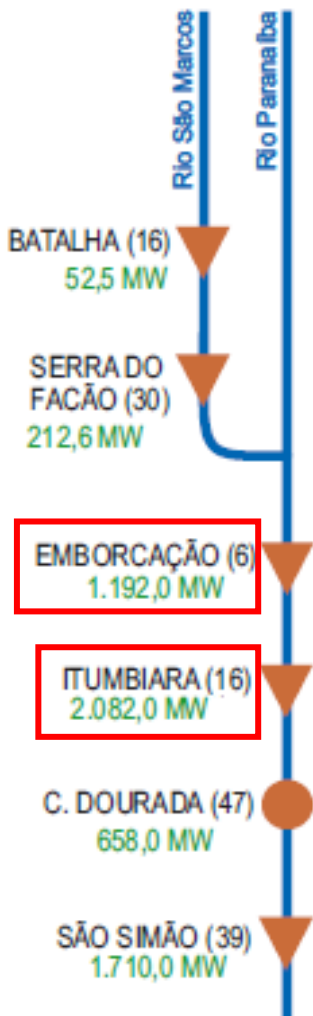 Rio São Marcos
Rio Paranaíba
BATALHA (16)
52,5 MW
SERRA DO
FACÃO (30)
212,6 MW
EMBORCAÇÃO (6)
1.192,0 MW
ITUMBIARA (16)
2.082,0 MW
C. DOURADA (47)
658,0 MW
SÃO SIMÃO (39)
1.710,0 MW